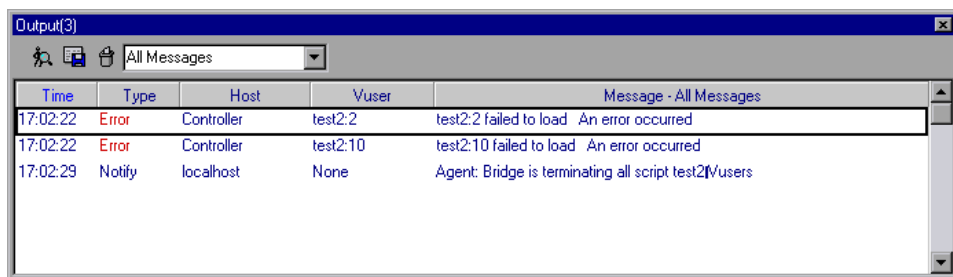 Output(3)
All Messages
Time Type Host Vuser Message - All Messages
17:02:22 Error Controller test2:2 test2:2 failed to load An error occurred
17:02:22 Error Controller test2:10 test2:10 failed to load An error occurred
17:02:29 Notify localhost None Agent: Bridge is terminating all script test2 Vusers